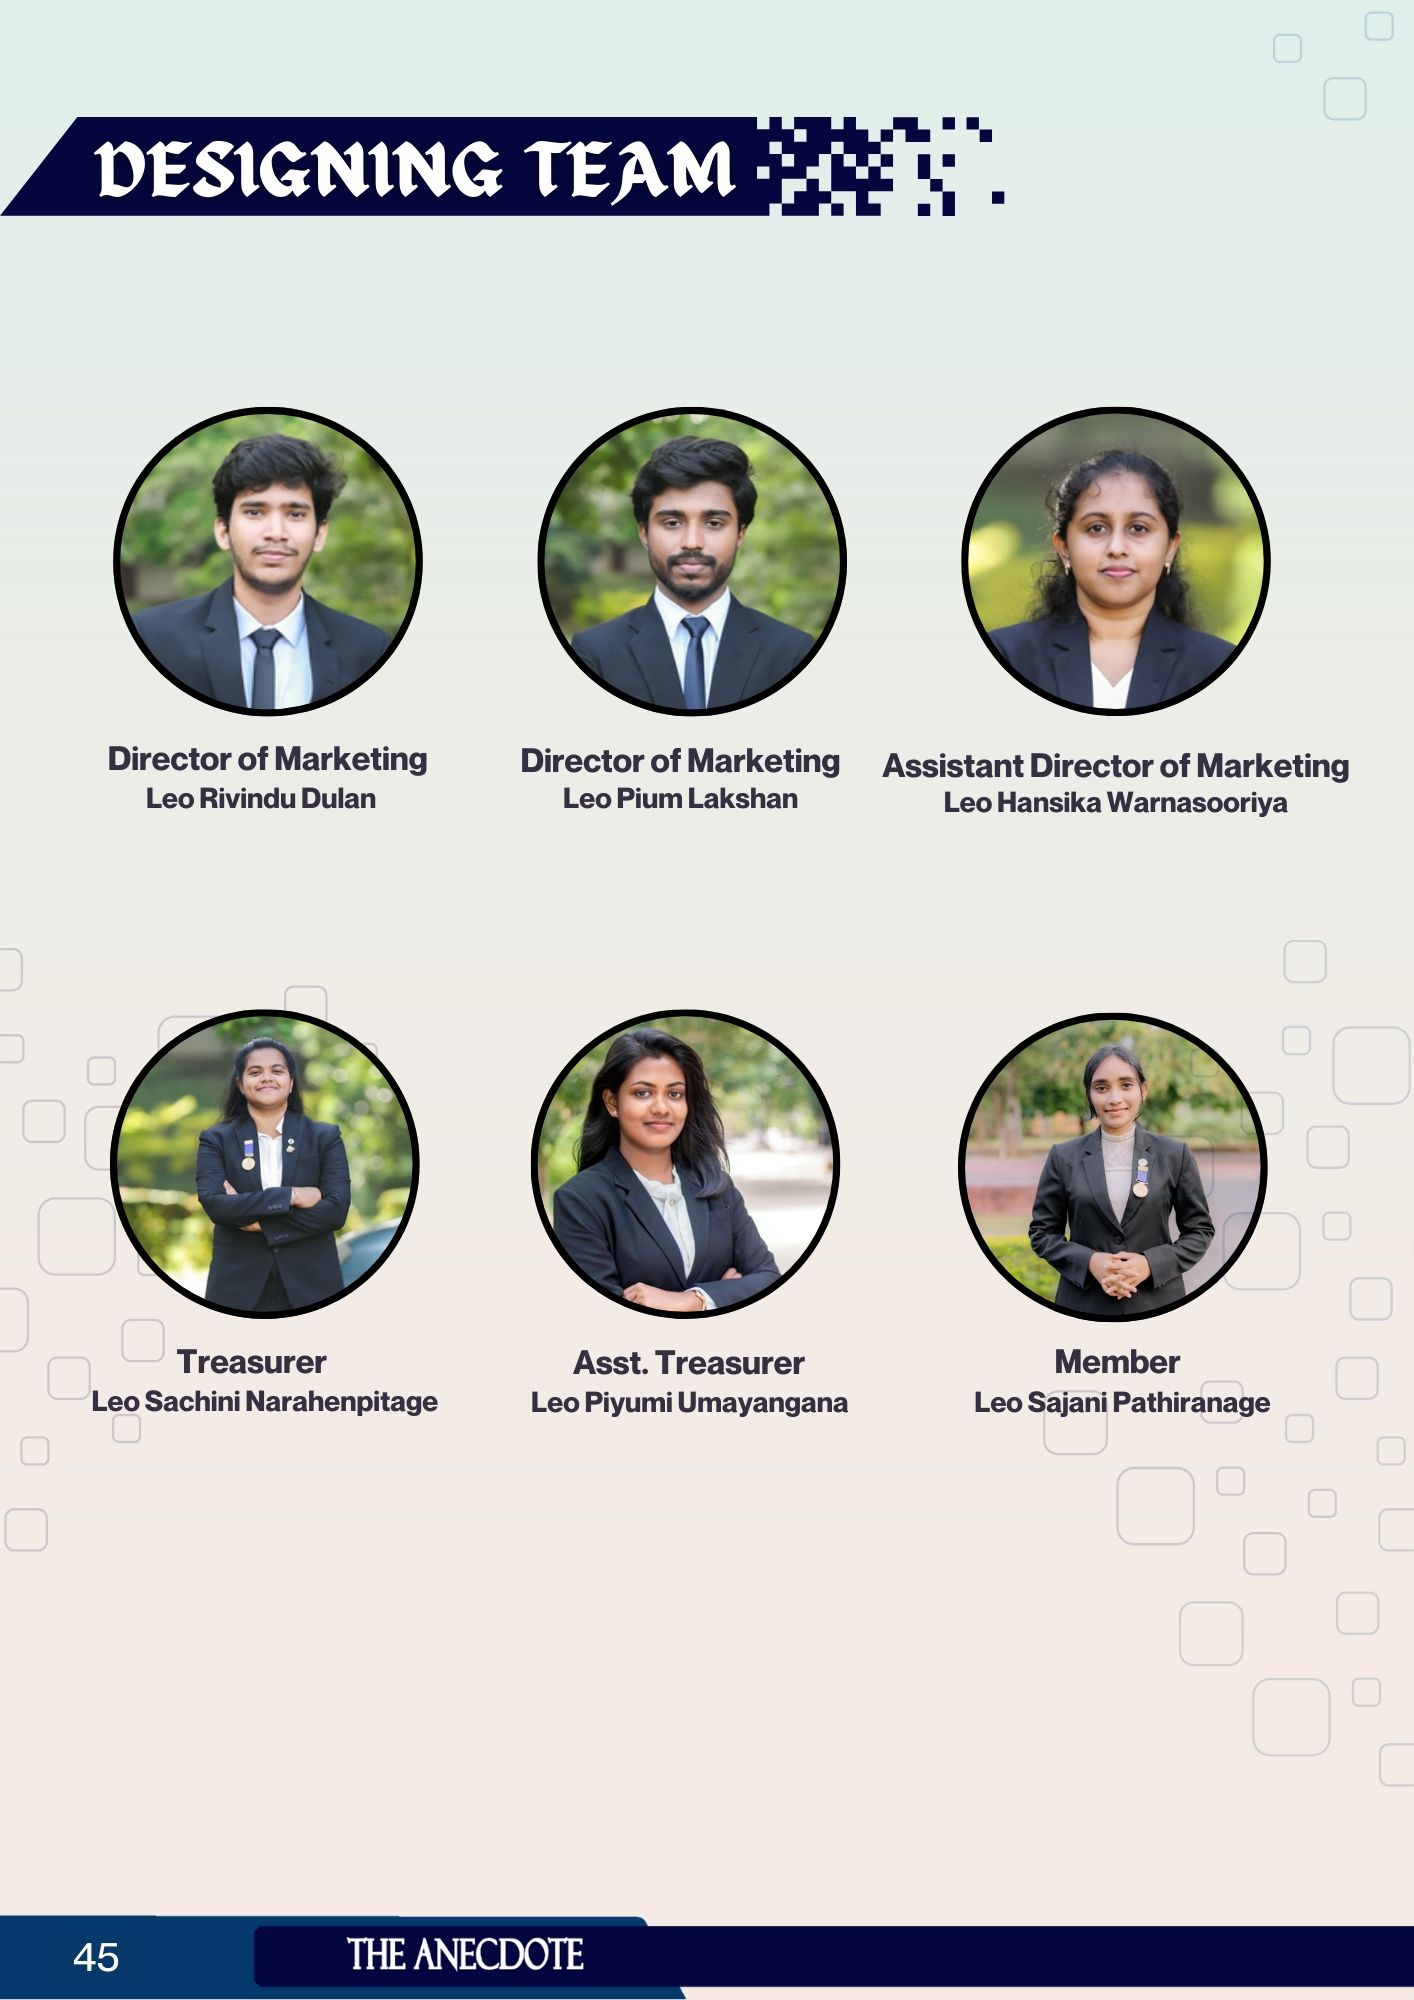 DESIGNING TEAM
Director of Marketing
Leo Rivindu Dulan
Director of Marketing
Leo Pium Lakshan
Assistant Director of Marketing
Leo Hansika Warnasooriya
Treasurer
Leo Sachini Narahenpitage
Asst. Treasurer
Leo Piyumi Umayangana
Member
Leo Sajani Pathiranage
45
THE ANECDOTE